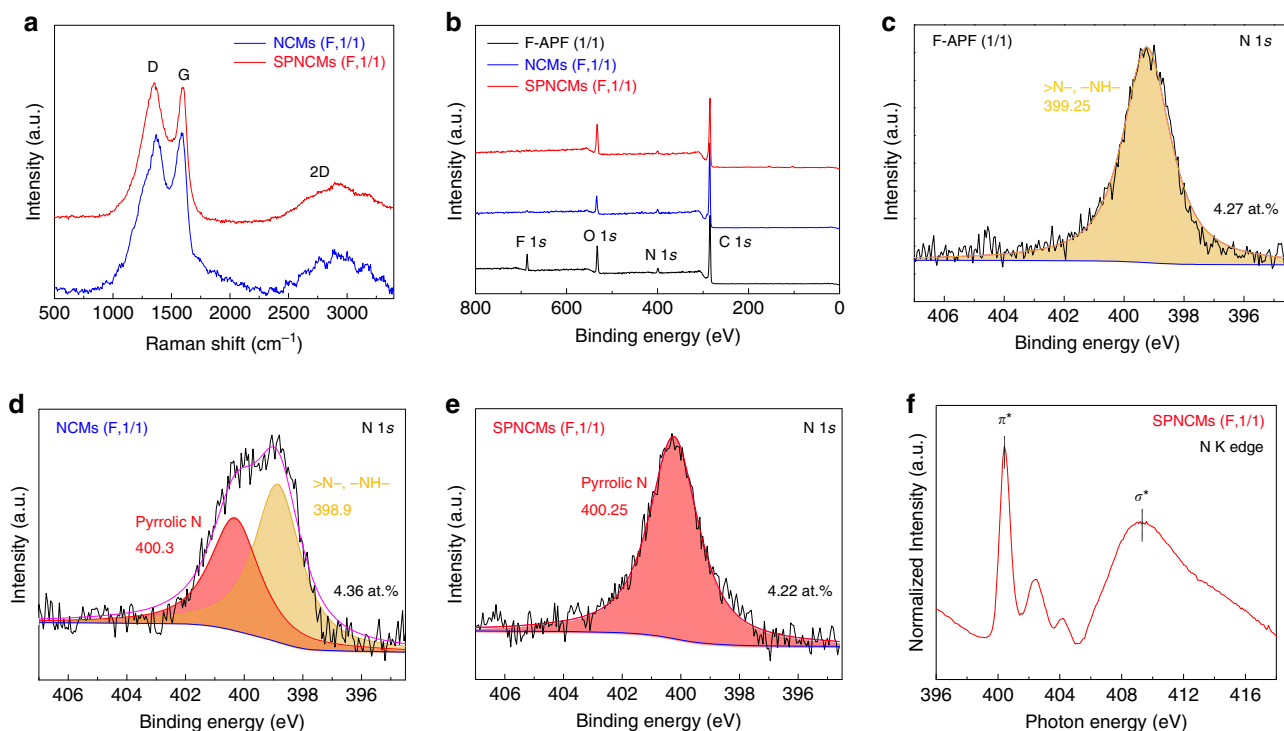 a
NCMs (F,1/1)
SPNCMs (F,1/1)
D
G
2D
Intensity (a.u.)
500 1000 1500 2000 2500 3000
Raman shift (cm⁻¹)
b
F-APF (1/1)
NCMs (F,1/1)
SPNCMs (F,1/1)
F 1s
O 1s
N 1s
C 1s
Intensity (a.u.)
800 600 400 200 0
Binding energy (eV)
c
F-APF (1/1)
N 1s
>N–, –NH–
399.25
4.27 at.%
Intensity (a.u.)
406 404 402 400 398 396
Binding energy (eV)
d
NCMs (F,1/1)
N 1s
>N–, –NH–
398.9
Pyrrolic N
400.3
4.36 at.%
Intensity (a.u.)
406 404 402 400 398 396
Binding energy (eV)
e
SPNCMs (F,1/1)
N 1s
Pyrrolic N
400.25
4.22 at.%
Intensity (a.u.)
406 404 402 400 398 396
Binding energy (eV)
f
π*
SPNCMs (F,1/1)
N K edge
σ*
Normalized Intensity (a.u.)
396 400 404 408 412 416
Photon energy (eV)